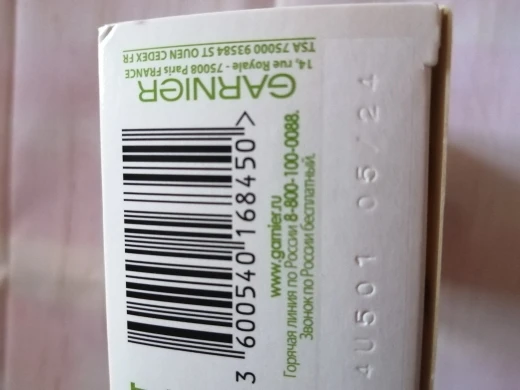 GARNIER
14, rue Royale - 75008 Paris FRANCE
TSA 75000 93584 ST OUEN CEDEX FR
3 600540 168450 >
www.garnier.ru
Горячая линия по России 8-800-100-0088.
Звонок по России бесплатный.
4U501 05/24